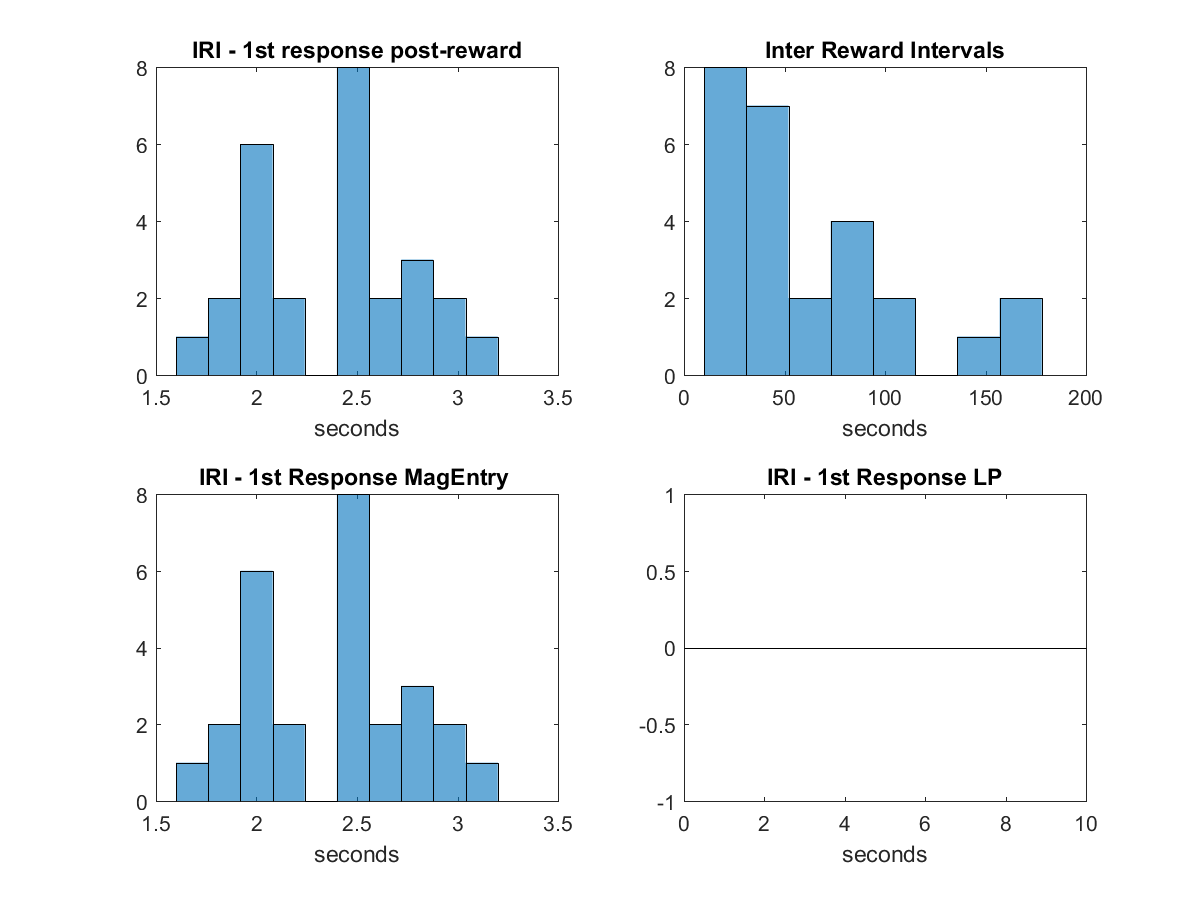 IRI - 1st response post-reward
8
6
4
2
0
1.5 2 2.5 3 3.5
seconds
Inter Reward Intervals
8
6
4
2
0
0 50 100 150 200
seconds
IRI - 1st Response MagEntry
8
6
4
2
0
1.5 2 2.5 3 3.5
seconds
IRI - 1st Response LP
1
0.5
0
-0.5
-1
0 2 4 6 8 10
seconds